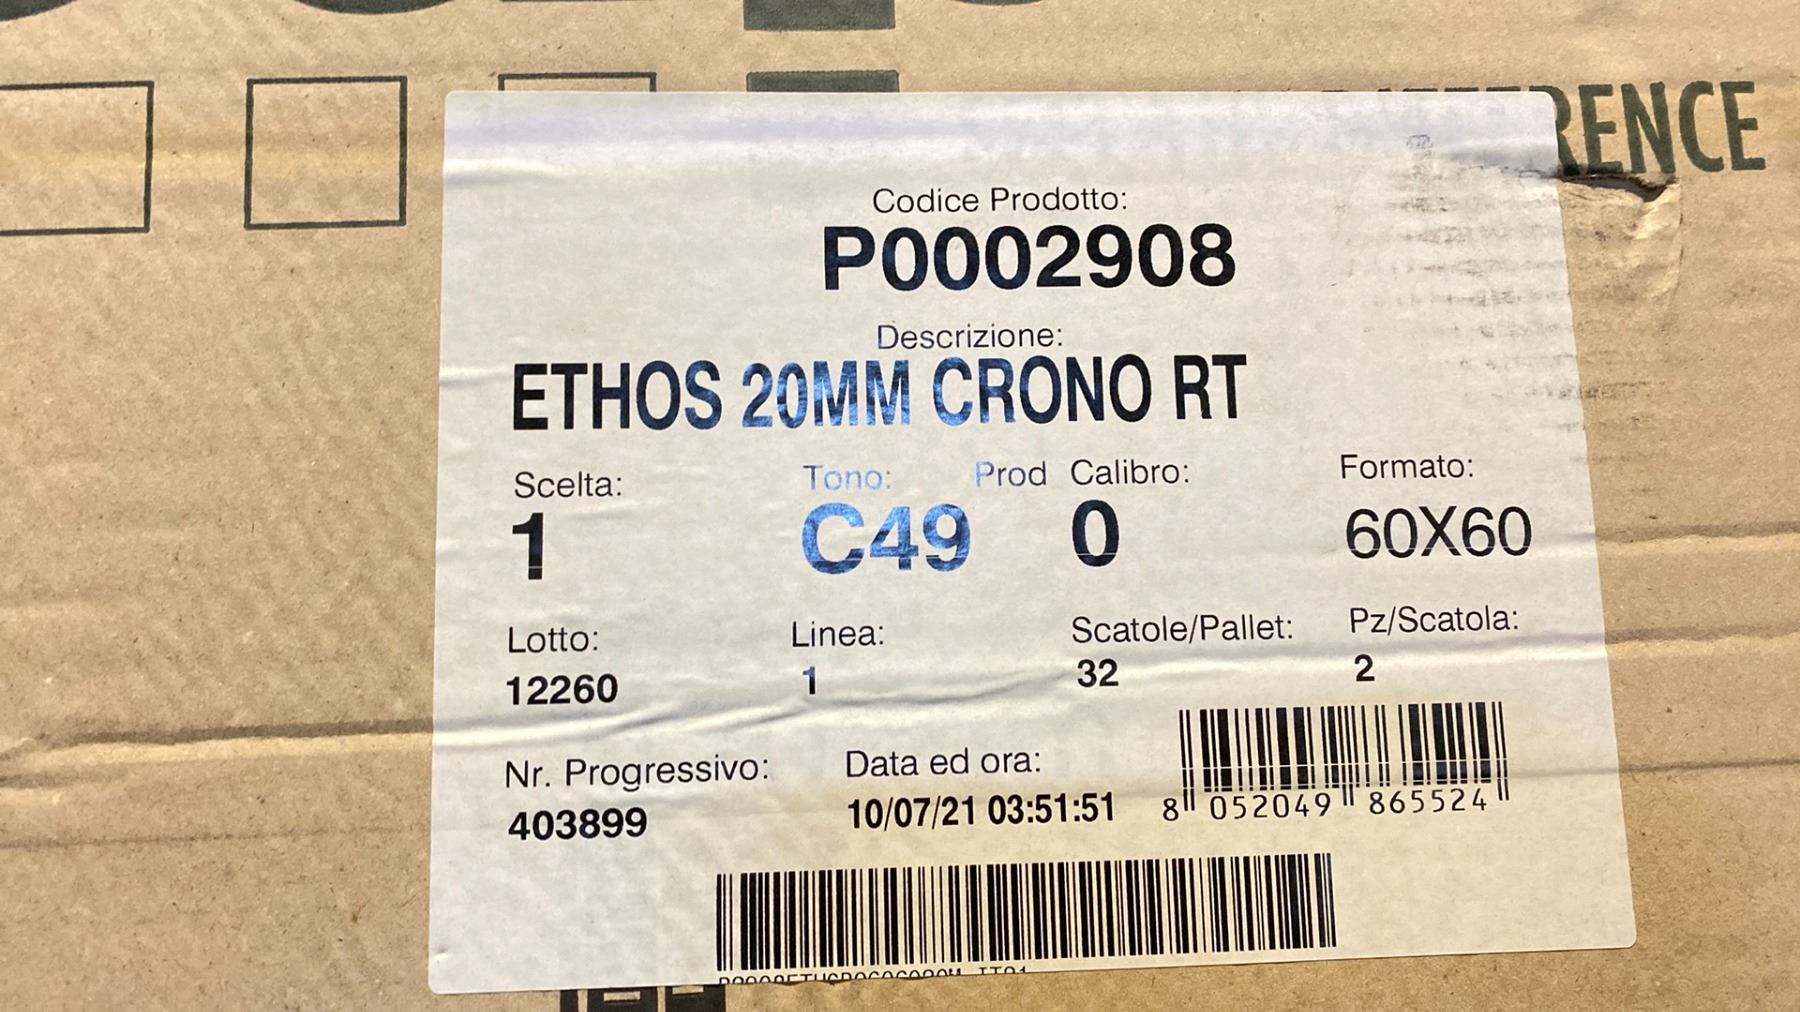 RENCE
Codice Prodotto:
P0002908
Descrizione:
ETHOS 20MM CRONO RT
Scelta: Tono: Prod Calibro: Formato:
1 C49 0 60X60
Lotto: Linea: Scatole/Pallet: Pz/Scatola:
12260 1 32 2
Nr. Progressivo: Data ed ora:
403899 10/07/21 03:51:51
8 052049 865524